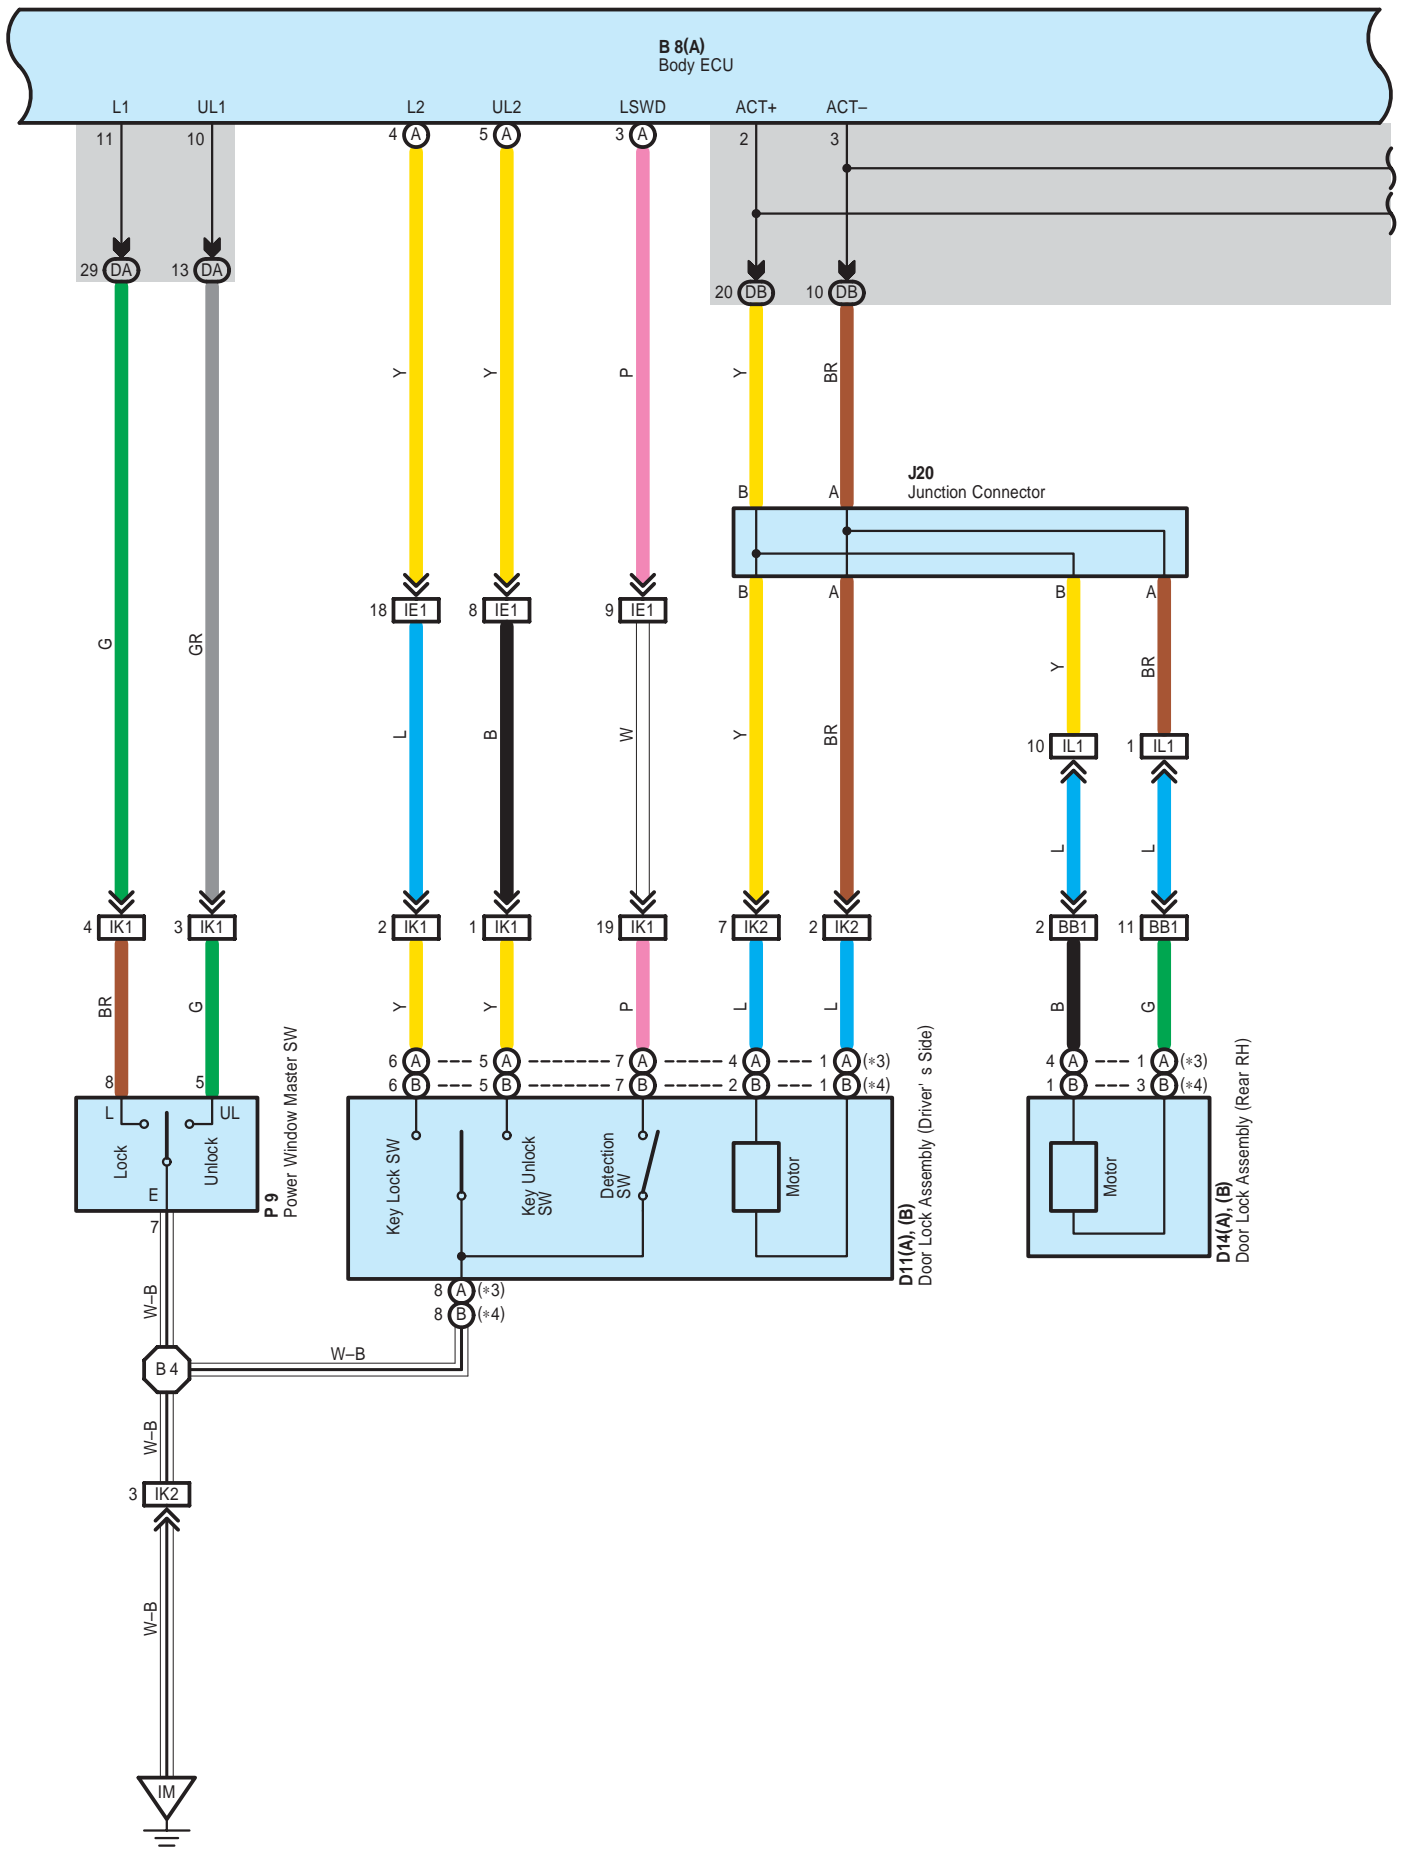 B 8(A)
Body ECU
L1 UL1 L2 UL2 LSWD ACT+ ACT–
11 10 4 A 5 A 3 A 2 3
29 DA 13 DA
20 DB 10 DB
Y Y P Y BR
J20
Junction Connector
B A
B A B A
18 IE1 8 IE1 9 IE1
G GR Y BR
L B W Y BR
10 IL1 1 IL1
L L
4 IK1 3 IK1 2 IK1 1 IK1 19 IK1 7 IK2 2 IK2 2 BB1 11 BB1
BR G Y Y P L L B G
6 A 5 A 7 A 4 A 1 A (∗3) 4 A 1 A (∗3)
6 B 5 B 7 B 2 B 1 B (∗4) 1 B 3 B (∗4)
8 5
L UL
Lock
Unlock
E
P 9
Power Window Master SW
Key Lock SW
Key Unlock
SW
Detection
SW
Motor
D11(A), (B)
Door Lock Assembly (Driver' s Side)
Motor
D14(A), (B)
Door Lock Assembly (Rear RH)
7
8 A (∗3)
8 B (∗4)
W–B
W–B
B 4
W–B
3 IK2
W–B
IM